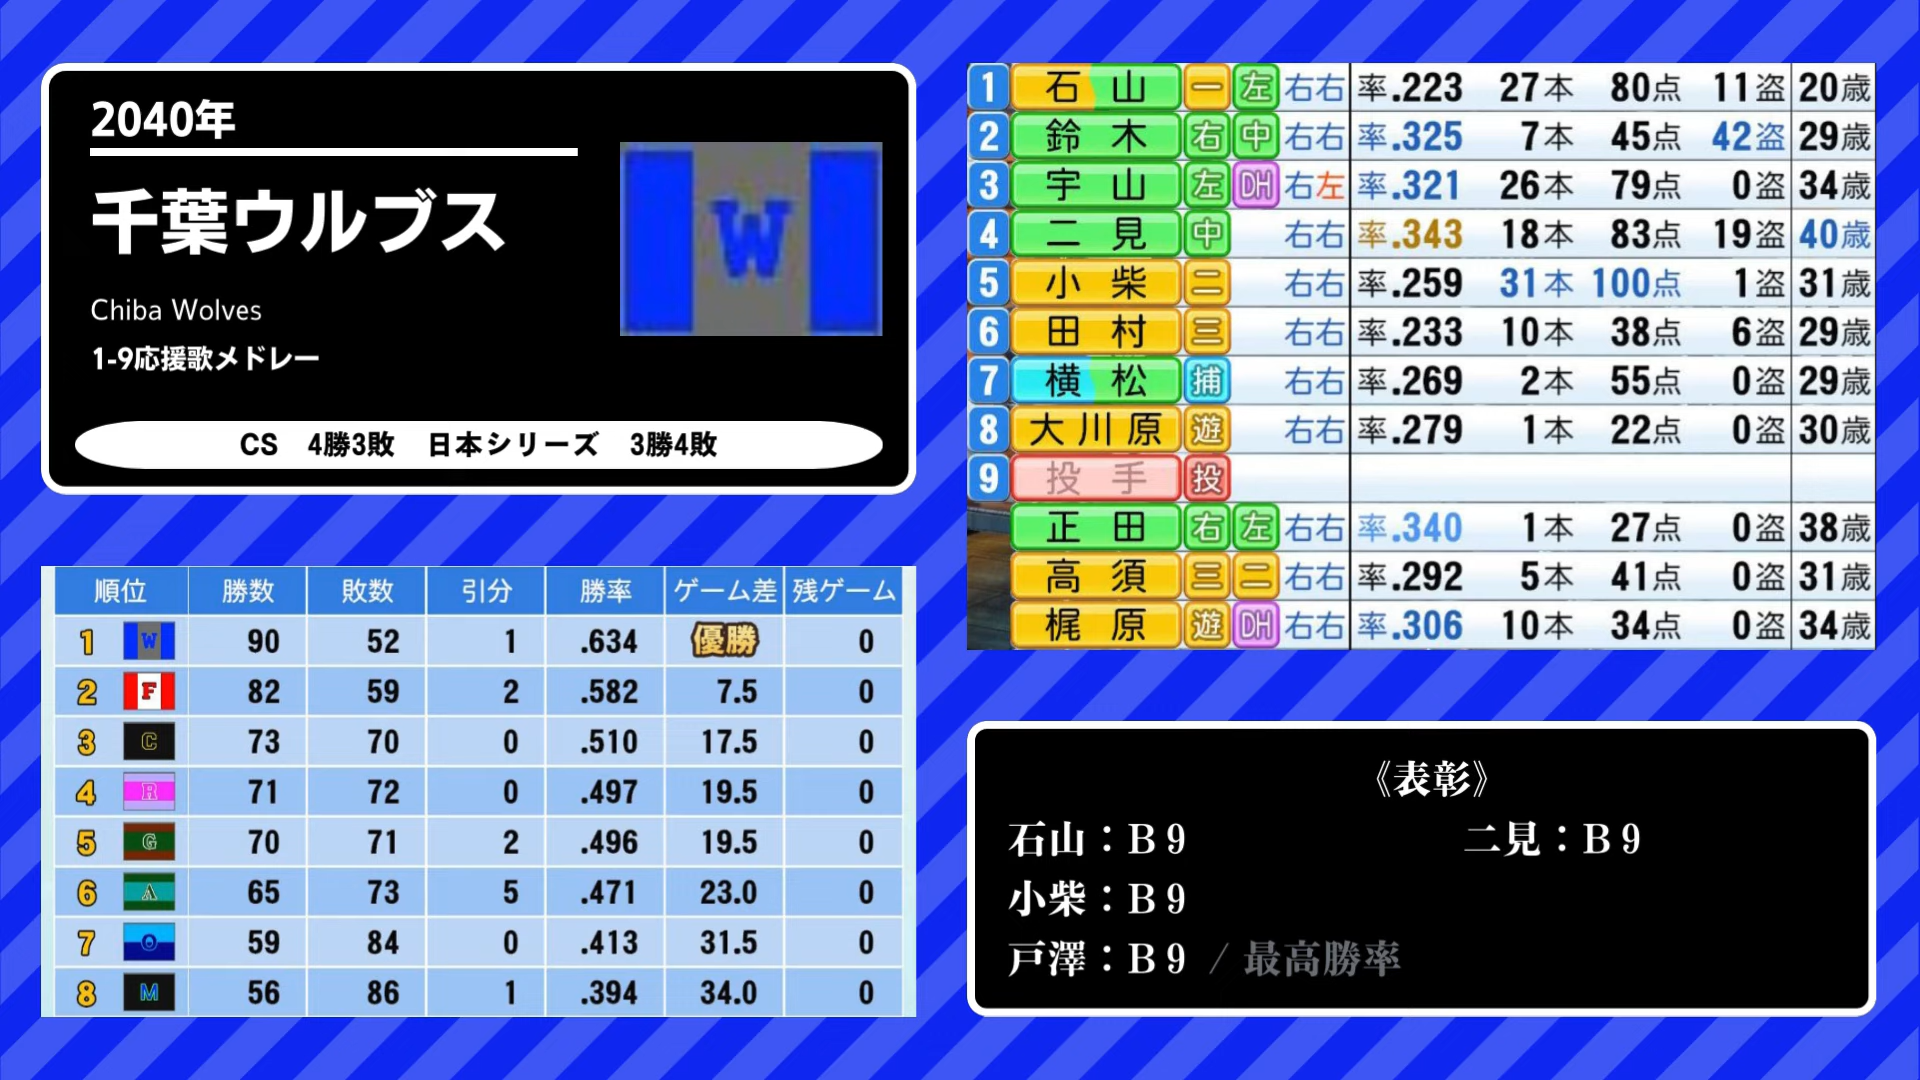 2040年
千葉ウルブス
Chiba Wolves
1-9応援歌メドレー
W
CS 4勝3敗 日本シリーズ 3勝4敗
順位 勝数 敗数 引分 勝率 ゲーム差 残ゲーム
1 W 90 52 1 .634 優勝 0
2 F 82 59 2 .582 7.5 0
3 C 73 70 0 .510 17.5 0
4 R 71 72 0 .497 19.5 0
5 G 70 71 2 .496 19.5 0
6 A 65 73 5 .471 23.0 0
7 O 59 84 0 .413 31.5 0
8 M 56 86 1 .394 34.0 0
1 石山 一 左 右右 率.223 27本 80点 11盗 20歳
2 鈴木 右 中 右右 率.325 7本 45点 42盗 29歳
3 宇山 左 DH 右左 率.321 26本 79点 0盗 34歳
4 二見 中 右右 率.343 18本 83点 19盗 40歳
5 小柴 二 右右 率.259 31本 100点 1盗 31歳
6 田村 三 右右 率.233 10本 38点 6盗 29歳
7 横松 捕 右右 率.269 2本 55点 0盗 29歳
8 大川原 遊 右右 率.279 1本 22点 0盗 30歳
9 投手 投
正田 右 左 右右 率.340 1本 27点 0盗 38歳
高須 三 二 右右 率.292 5本 41点 0盗 31歳
梶原 遊 DH 右右 率.306 10本 34点 0盗 34歳
《表彰》
石山：B9 二見：B9
小柴：B9
戸澤：B9 / 最高勝率